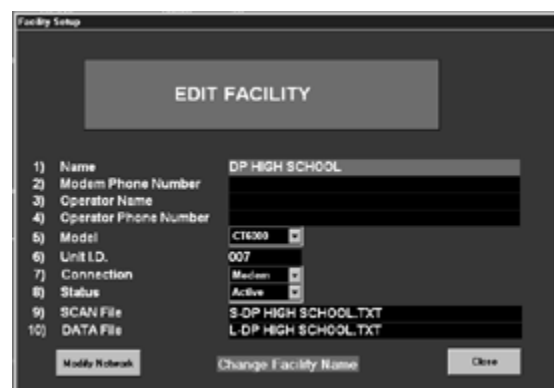 Facility Setup
EDIT FACILITY
1) Name DP HIGH SCHOOL
2) Modem Phone Number
3) Operator Name
4) Operator Phone Number
5) Model CT6000
6) Unit I.D. 007
7) Connection Modem
8) Status Active
9) SCAN File S-DP HIGH SCHOOL.TXT
10) DATA File L-DP HIGH SCHOOL.TXT
Modify Network Change Facility Name Close